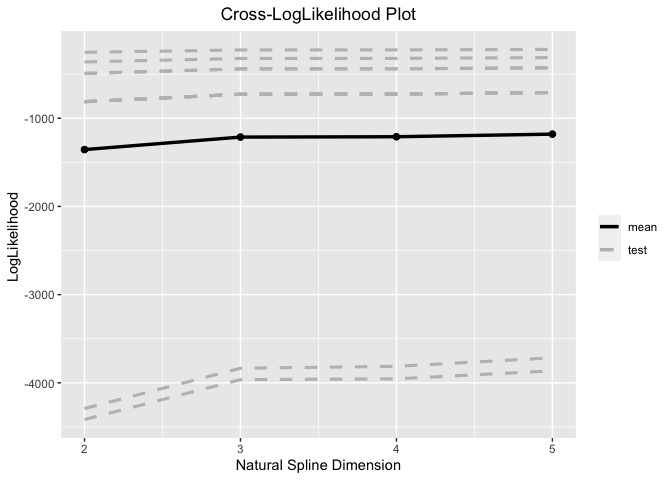 Cross-LogLikelihood Plot
LogLikelihood
-1000
-2000
-3000
-4000
2 3 4 5
Natural Spline Dimension
mean
test